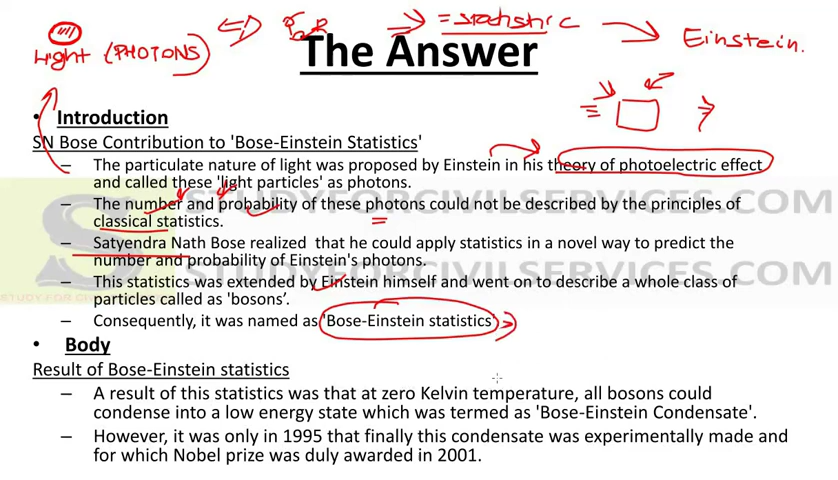 Light (PHOTONS)
= statistic
Einstein.
The Answer
• Introduction
SN Bose Contribution to 'Bose-Einstein Statistics'
– The particulate nature of light was proposed by Einstein in his theory of photoelectric effect
and called these 'light particles' as photons.
– The number and probability of these photons could not be described by the principles of
classical statistics.
– Satyendra Nath Bose realized that he could apply statistics in a novel way to predict the
number and probability of Einstein's photons.
– This statistics was extended by Einstein himself and went on to describe a whole class of
particles called as 'bosons'.
– Consequently, it was named as 'Bose-Einstein statistics'
• Body
Result of Bose-Einstein statistics
– A result of this statistics was that at zero Kelvin temperature, all bosons could
condense into a low energy state which was termed as 'Bose-Einstein Condensate'.
– However, it was only in 1995 that finally this condensate was experimentally made and
for which Nobel prize was duly awarded in 2001.
STUDYFORCIVILSERVICES.COM
STUDYFORCIVILSERVICES.COM